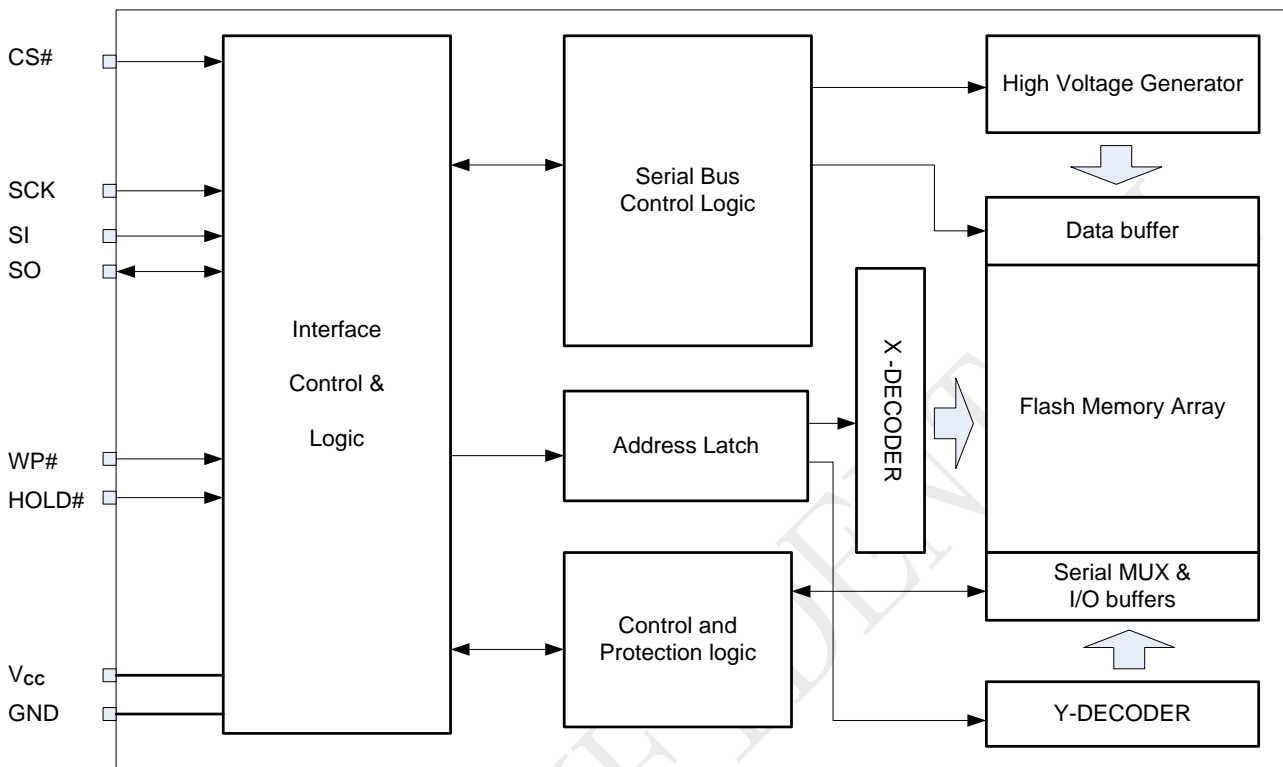 CS#
SCK
SI
SO
WP#
HOLD#
Vcc
GND
Interface
Control &
Logic
Serial Bus
Control Logic
Address Latch
Control and
Protection logic
X -DECODER
High Voltage Generator
Data buffer
Flash Memory Array
Serial MUX &
I/O buffers
Y-DECODER